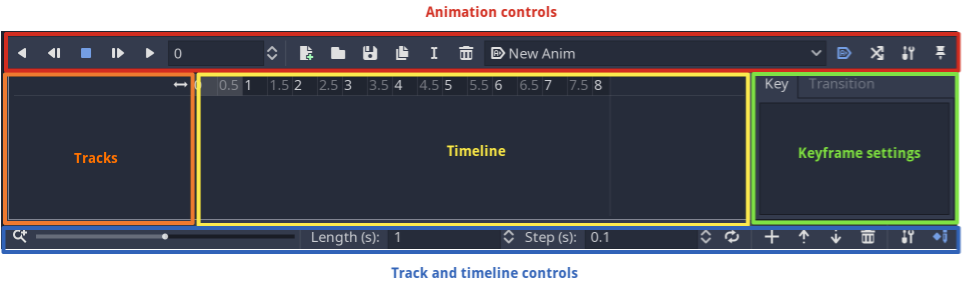 Animation controls
0
New Anim
0.5 1 1.5 2 2.5 3 3.5 4 4.5 5 5.5 6 6.5 7 7.5 8
Key Transition
Tracks
Timeline
Keyframe settings
Length (s): 1 Step (s): 0.1
Track and timeline controls